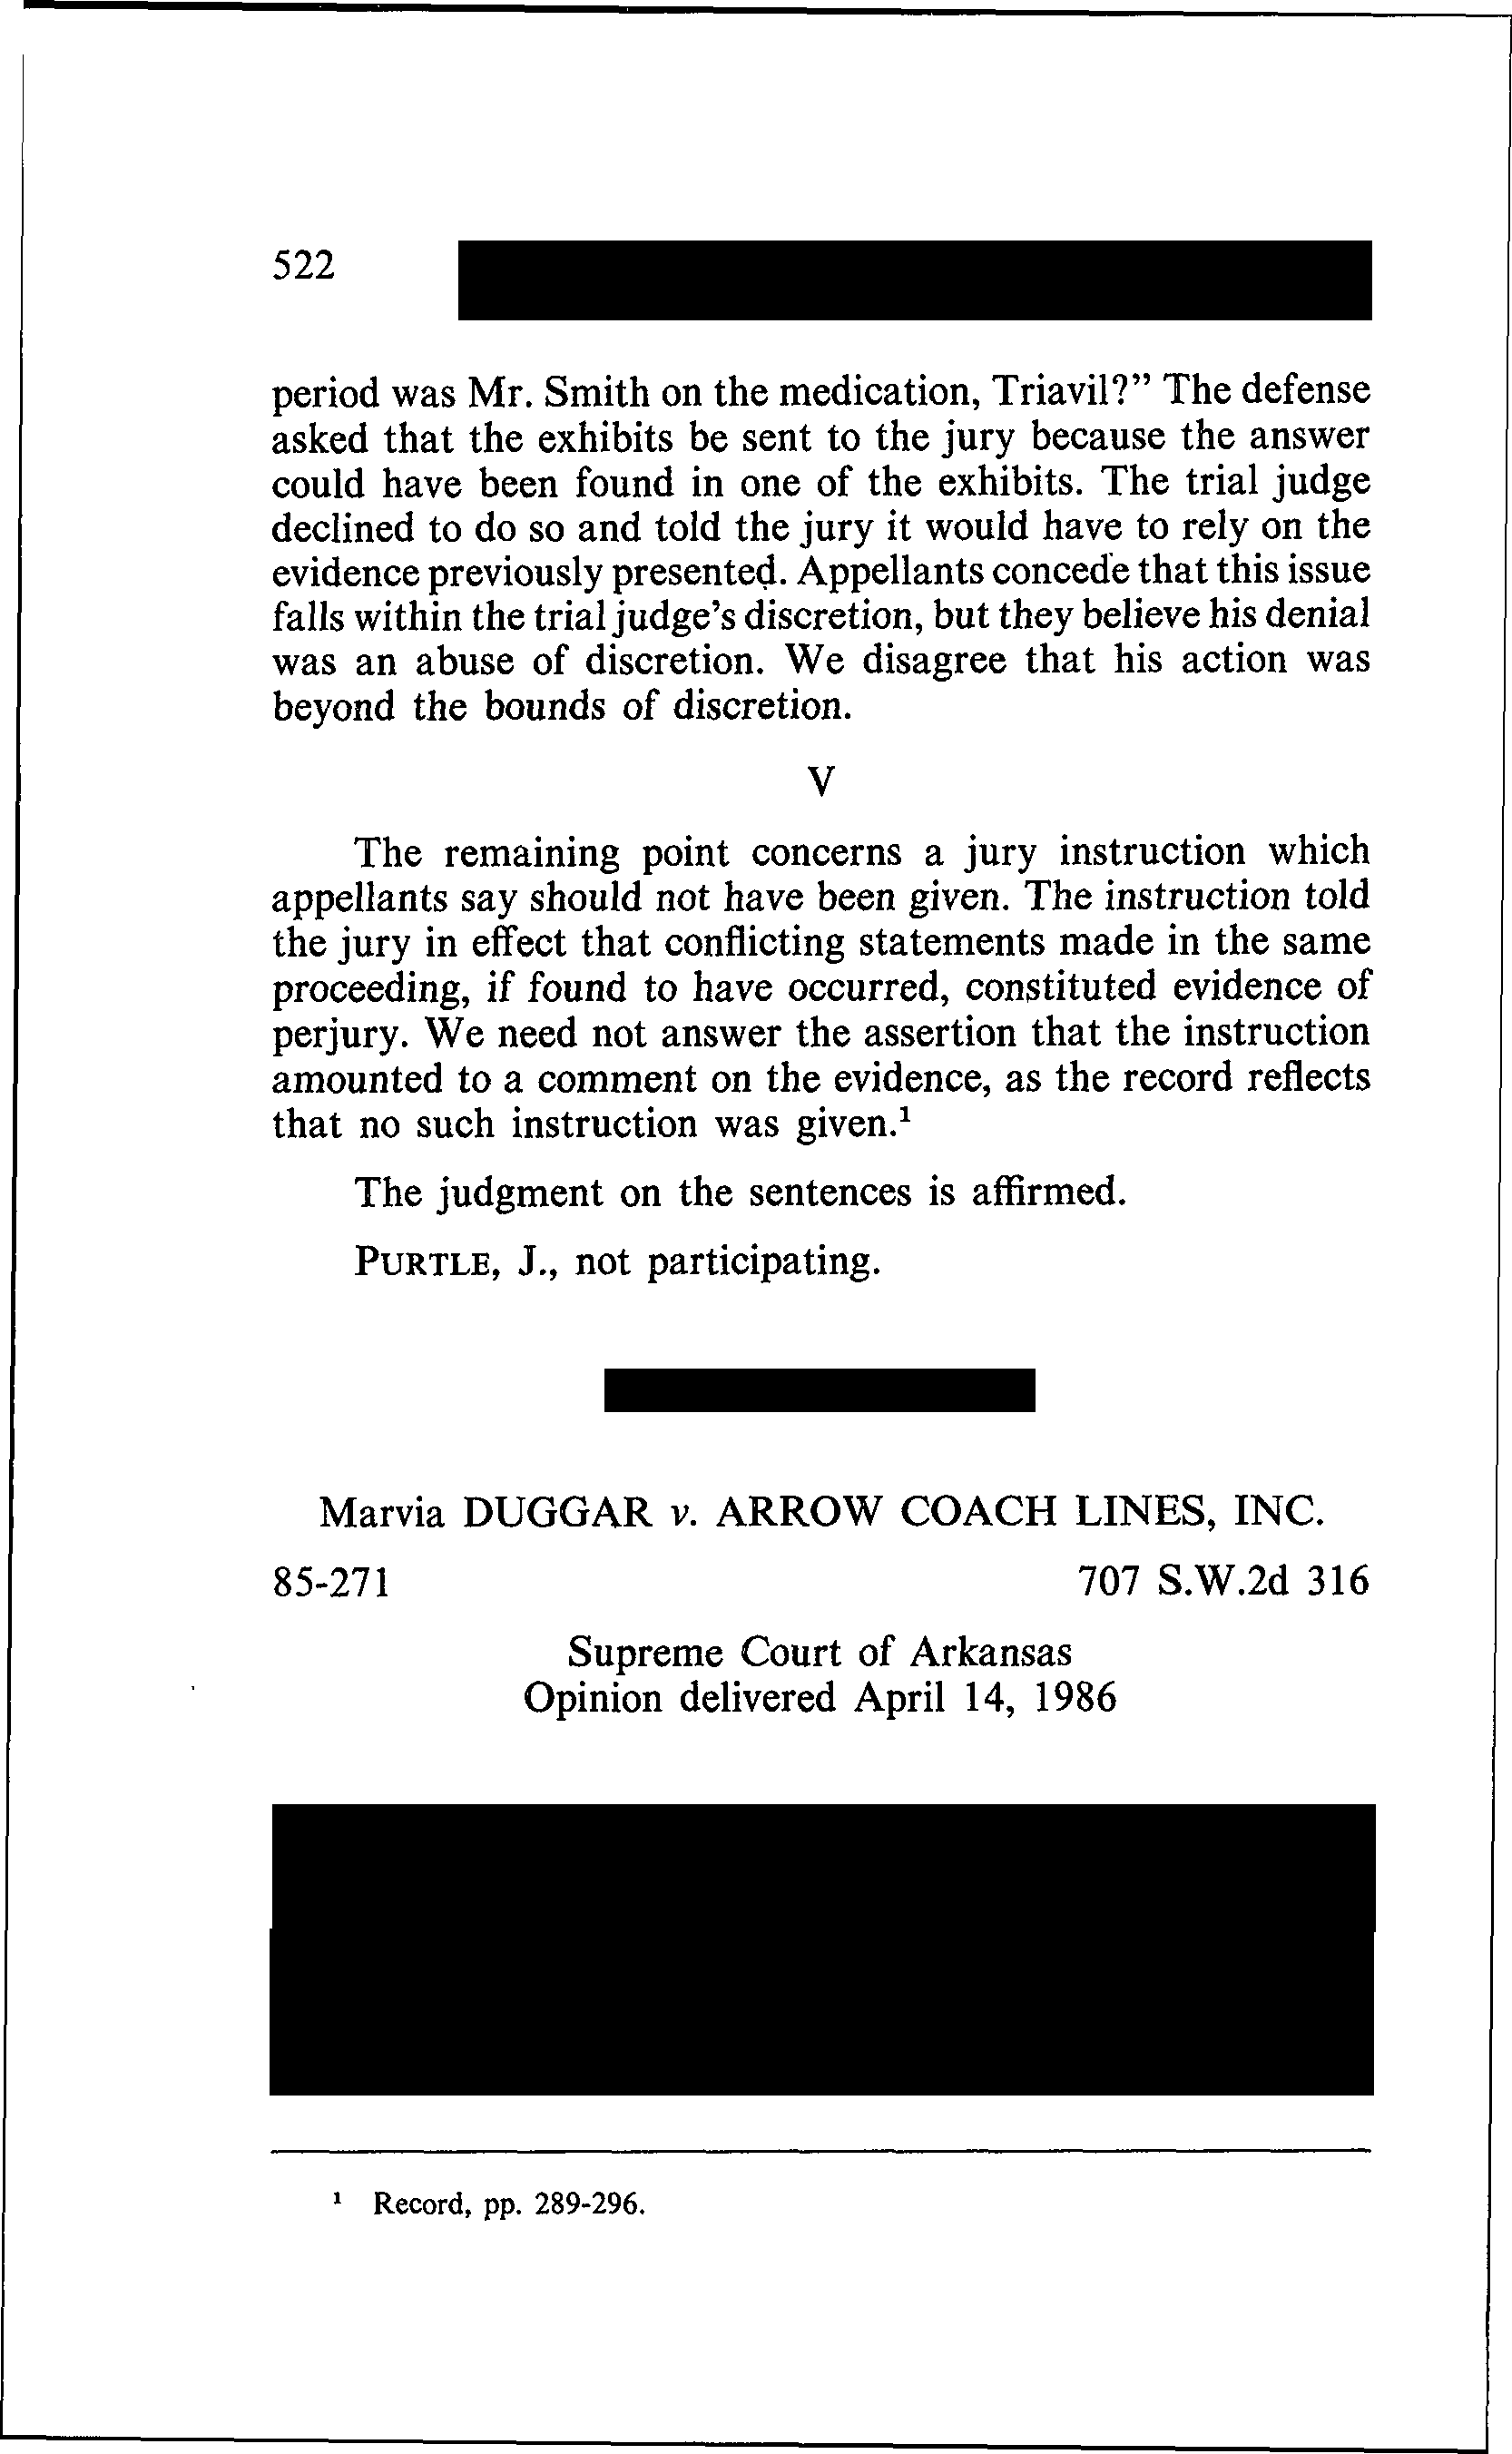 522
period was Mr. Smith on the medication, Triavil?” The defense
asked that the exhibits be sent to the jury because the answer
could have been found in one of the exhibits. The trial judge
declined to do so and told the jury it would have to rely on the
evidence previously presented. Appellants concede that this issue
falls within the trial judge’s discretion, but they believe his denial
was an abuse of discretion. We disagree that his action was
beyond the bounds of discretion.
V
The remaining point concerns a jury instruction which
appellants say should not have been given. The instruction told
the jury in effect that conflicting statements made in the same
proceeding, if found to have occurred, constituted evidence of
perjury. We need not answer the assertion that the instruction
amounted to a comment on the evidence, as the record reflects
that no such instruction was given.¹
The judgment on the sentences is affirmed.
PURTLE, J., not participating.
Marvia DUGGAR v. ARROW COACH LINES, INC.
85-271 707 S.W.2d 316
Supreme Court of Arkansas
Opinion delivered April 14, 1986
¹ Record, pp. 289-296.